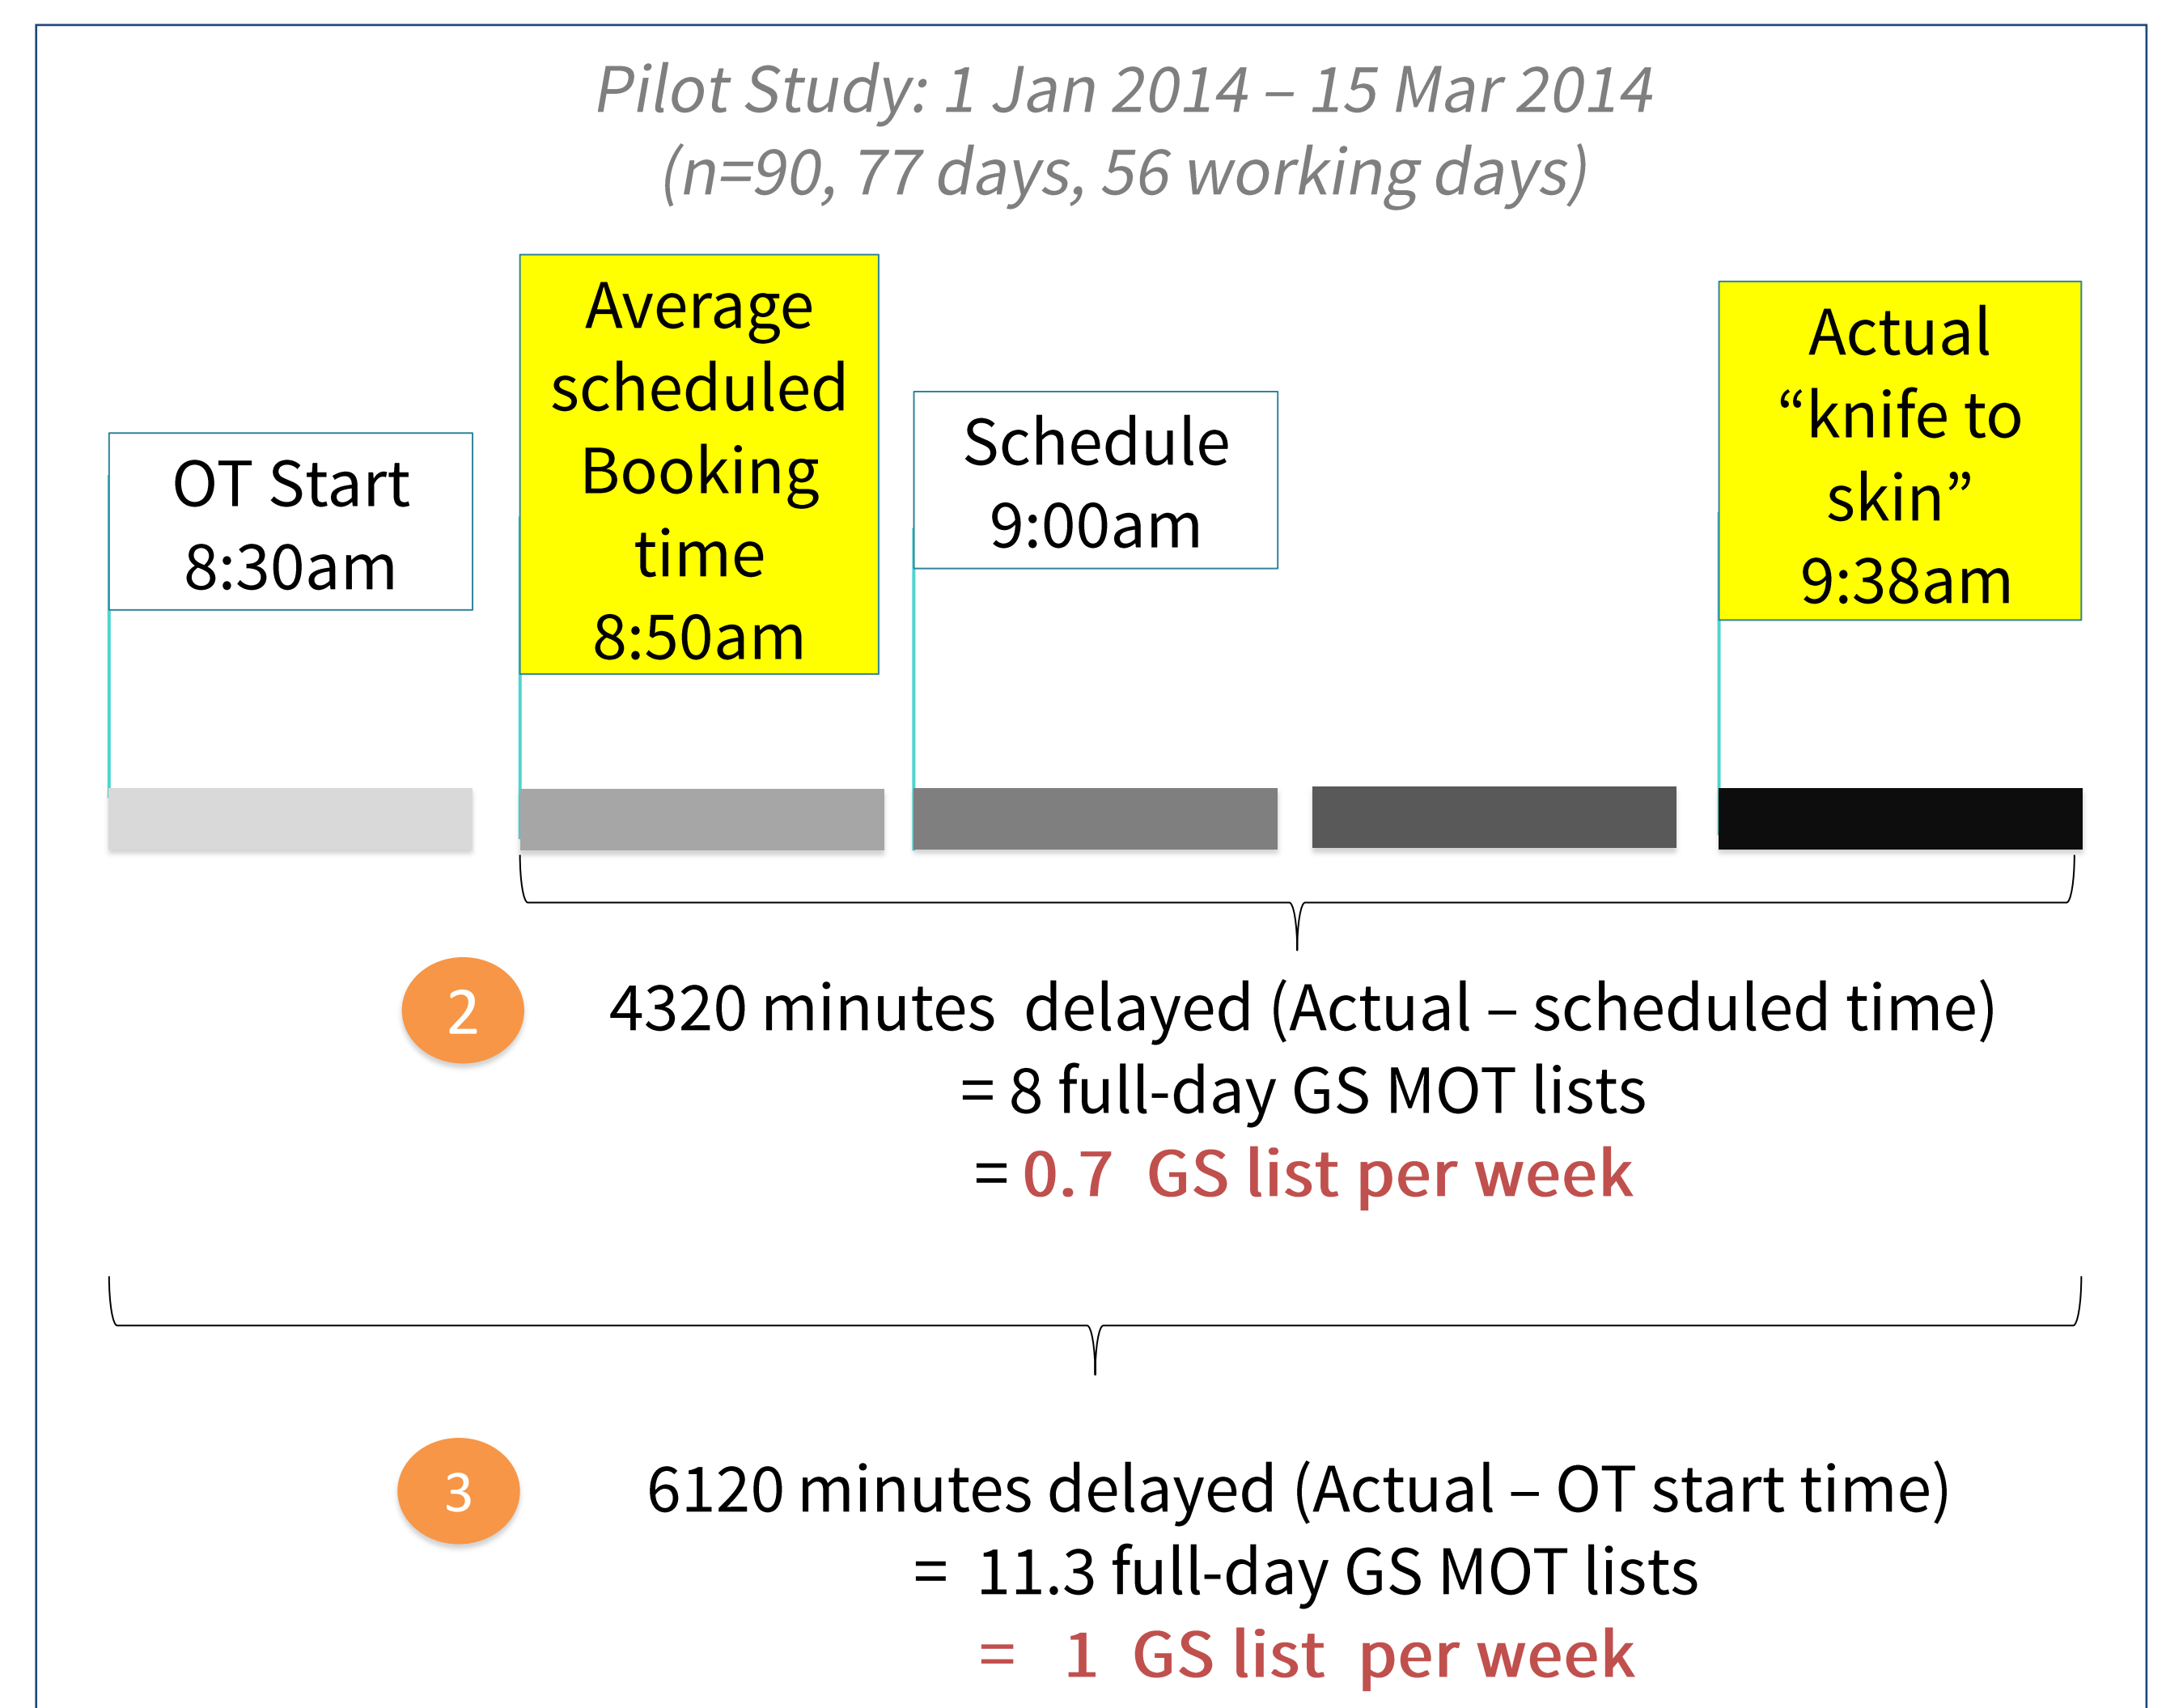 Pilot Study: 1 Jan 2014 – 15 Mar 2014
(n=90, 77 days, 56 working days)
OT Start
8:30am
Average
scheduled
Booking
time
8:50am
Schedule
9:00am
Actual
“knife to
skin”
9:38am
2
4320 minutes delayed (Actual – scheduled time)
= 8 full-day GS MOT lists
= 0.7 GS list per week
3
6120 minutes delayed (Actual – OT start time)
= 11.3 full-day GS MOT lists
= 1 GS list per week